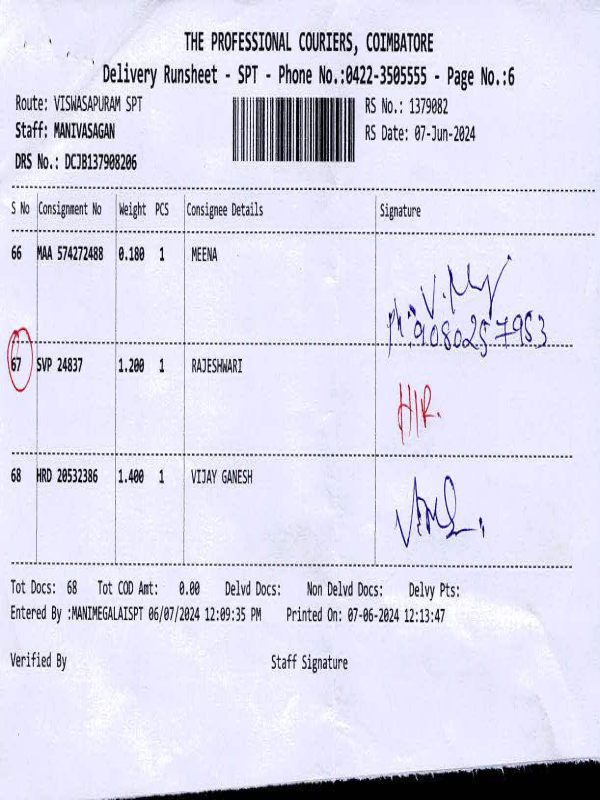 THE PROFESSIONAL COURIERS, COIMBATORE
Delivery Runsheet - SPT - Phone No.:0422-3505555 - Page No.:6
Route: VISWASAPURAM SPT RS No.: 1379082
Staff: MANIVASAGAN RS Date: 07-Jun-2024
DRS No.: DCJB137908206
S No Consignment No Weight PCS Consignee Details Signature
66 MAA 574272488 0.180 1 MEENA
Ph: 9080257953
67 SVP 24837 1.200 1 RAJESHWARI
H/R.
68 HRD 20532386 1.400 1 VIJAY GANESH
Tot Docs: 68 Tot COD Amt: 0.00 Delvd Docs: Non Delvd Docs: Delvy Pts:
Entered By :MANIMEGALAISPT 06/07/2024 12:09:35 PM Printed On: 07-06-2024 12:13:47
Verified By Staff Signature